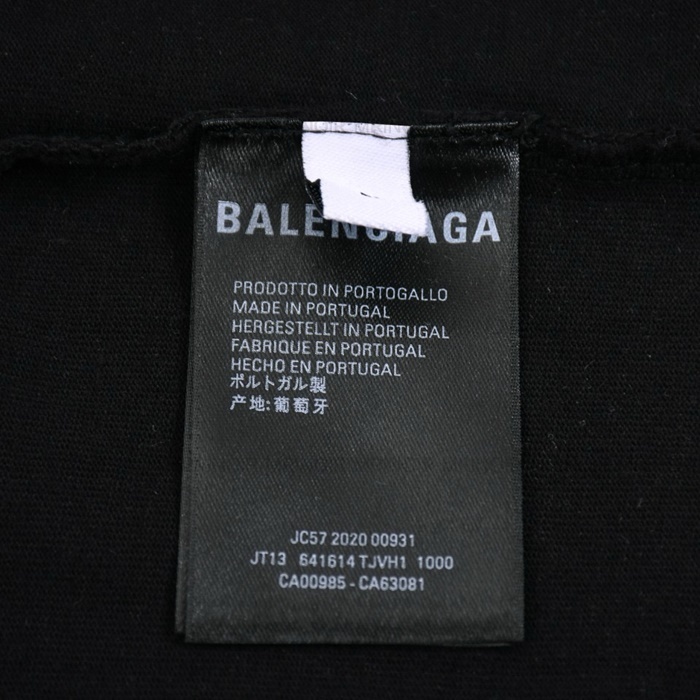 BALENCIAGA
PRODOTTO IN PORTOGALLO
MADE IN PORTUGAL
HERGESTELLT IN PORTUGAL
FABRIQUE EN PORTUGAL
HECHO EN PORTUGAL
ポルトガル製
产地:葡萄牙
JC57 2020 00931
JT13 641614 TJVH1 1000
CA00985 - CA63081